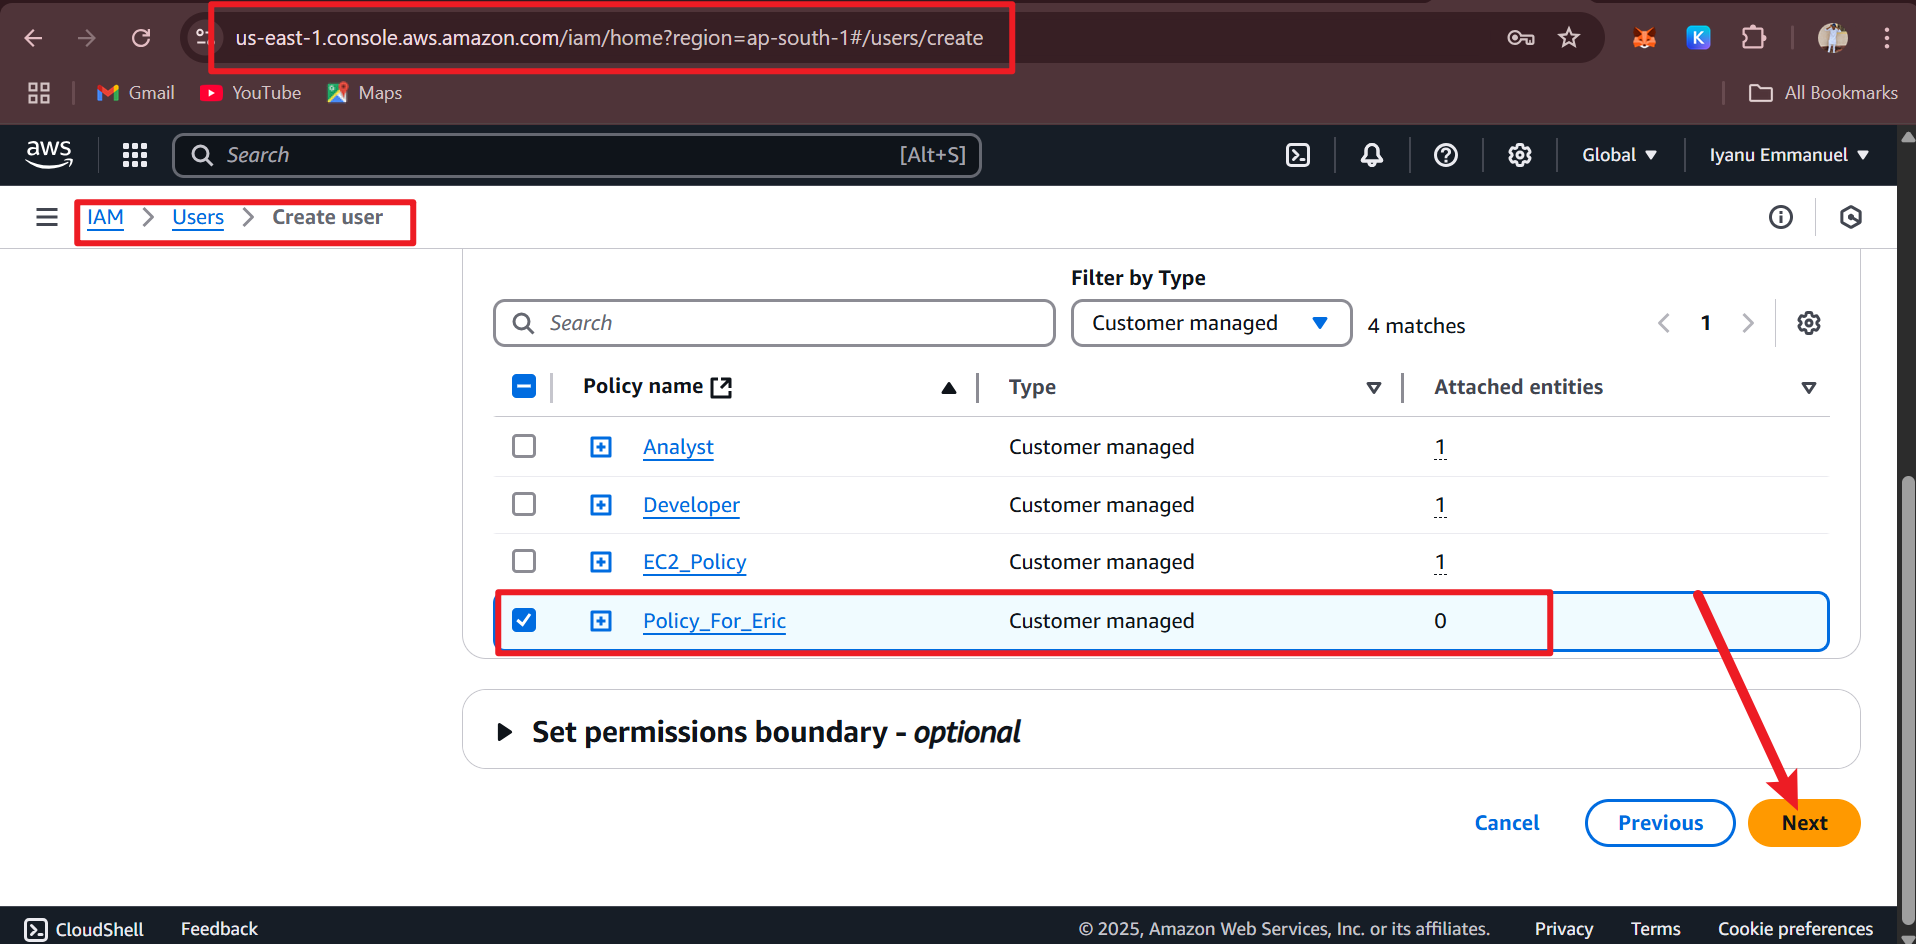 us-east-1.console.aws.amazon.com/iam/home?region=ap-south-1#/users/create
K
Gmail YouTube Maps All Bookmarks
aws Search [Alt+S] Global Iyanu Emmanuel
IAM > Users > Create user
Filter by Type
Search Customer managed 4 matches 1
Policy name Type Attached entities
Analyst Customer managed 1
Developer Customer managed 1
EC2_Policy Customer managed 1
Policy_For_Eric Customer managed 0
Set permissions boundary - optional
Cancel Previous Next
CloudShell Feedback © 2025, Amazon Web Services, Inc. or its affiliates. Privacy Terms Cookie preferences